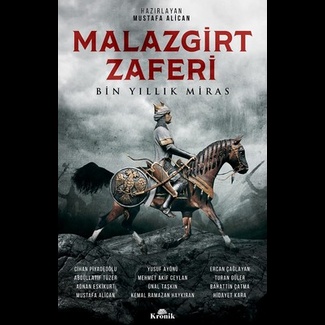 HAZIRLAYAN
MUSTAFA ALİCAN
MALAZGİRT
ZAFERİ
BİN YILLIK MİRAS
CİHAN PİYADEOĞLU
ABDÜLLATİF TÜZER
ADNAN ESKİKURT
MUSTAFA ALİCAN
YUSUF AYÖNÜ
MEHMET AKİF CEYLAN
ÜNAL TAŞKIN
KEMAL RAMAZAN HAYKIRAN
ERCAN ÇAĞLAYAN
TURAN GÜLER
BAHATTİN ÇATMA
HİDAYET KARA
Kronik